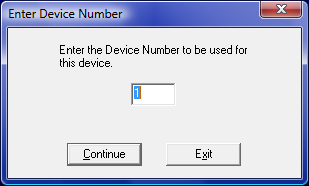 Enter Device Number
Enter the Device Number to be used for
this device.
1
Continue
Exit